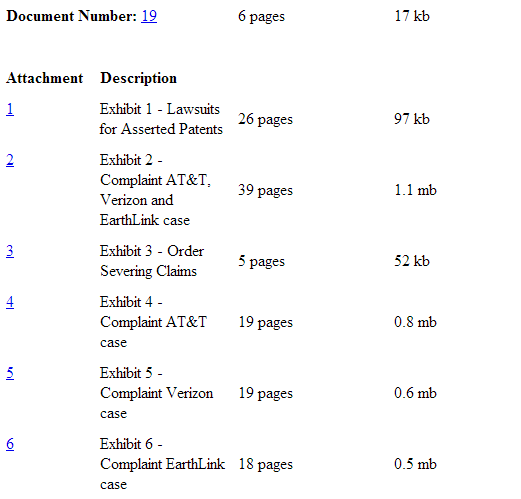 Document Number: 19 6 pages 17 kb
Attachment Description
1 Exhibit 1 - Lawsuits
for Asserted Patents 26 pages 97 kb
2 Exhibit 2 -
Complaint AT&T,
Verizon and 39 pages 1.1 mb
EarthLink case
3 Exhibit 3 - Order
Severing Claims 5 pages 52 kb
4 Exhibit 4 -
Complaint AT&T 19 pages 0.8 mb
case
5 Exhibit 5 -
Complaint Verizon 19 pages 0.6 mb
case
6 Exhibit 6 -
Complaint EarthLink 18 pages 0.5 mb
case